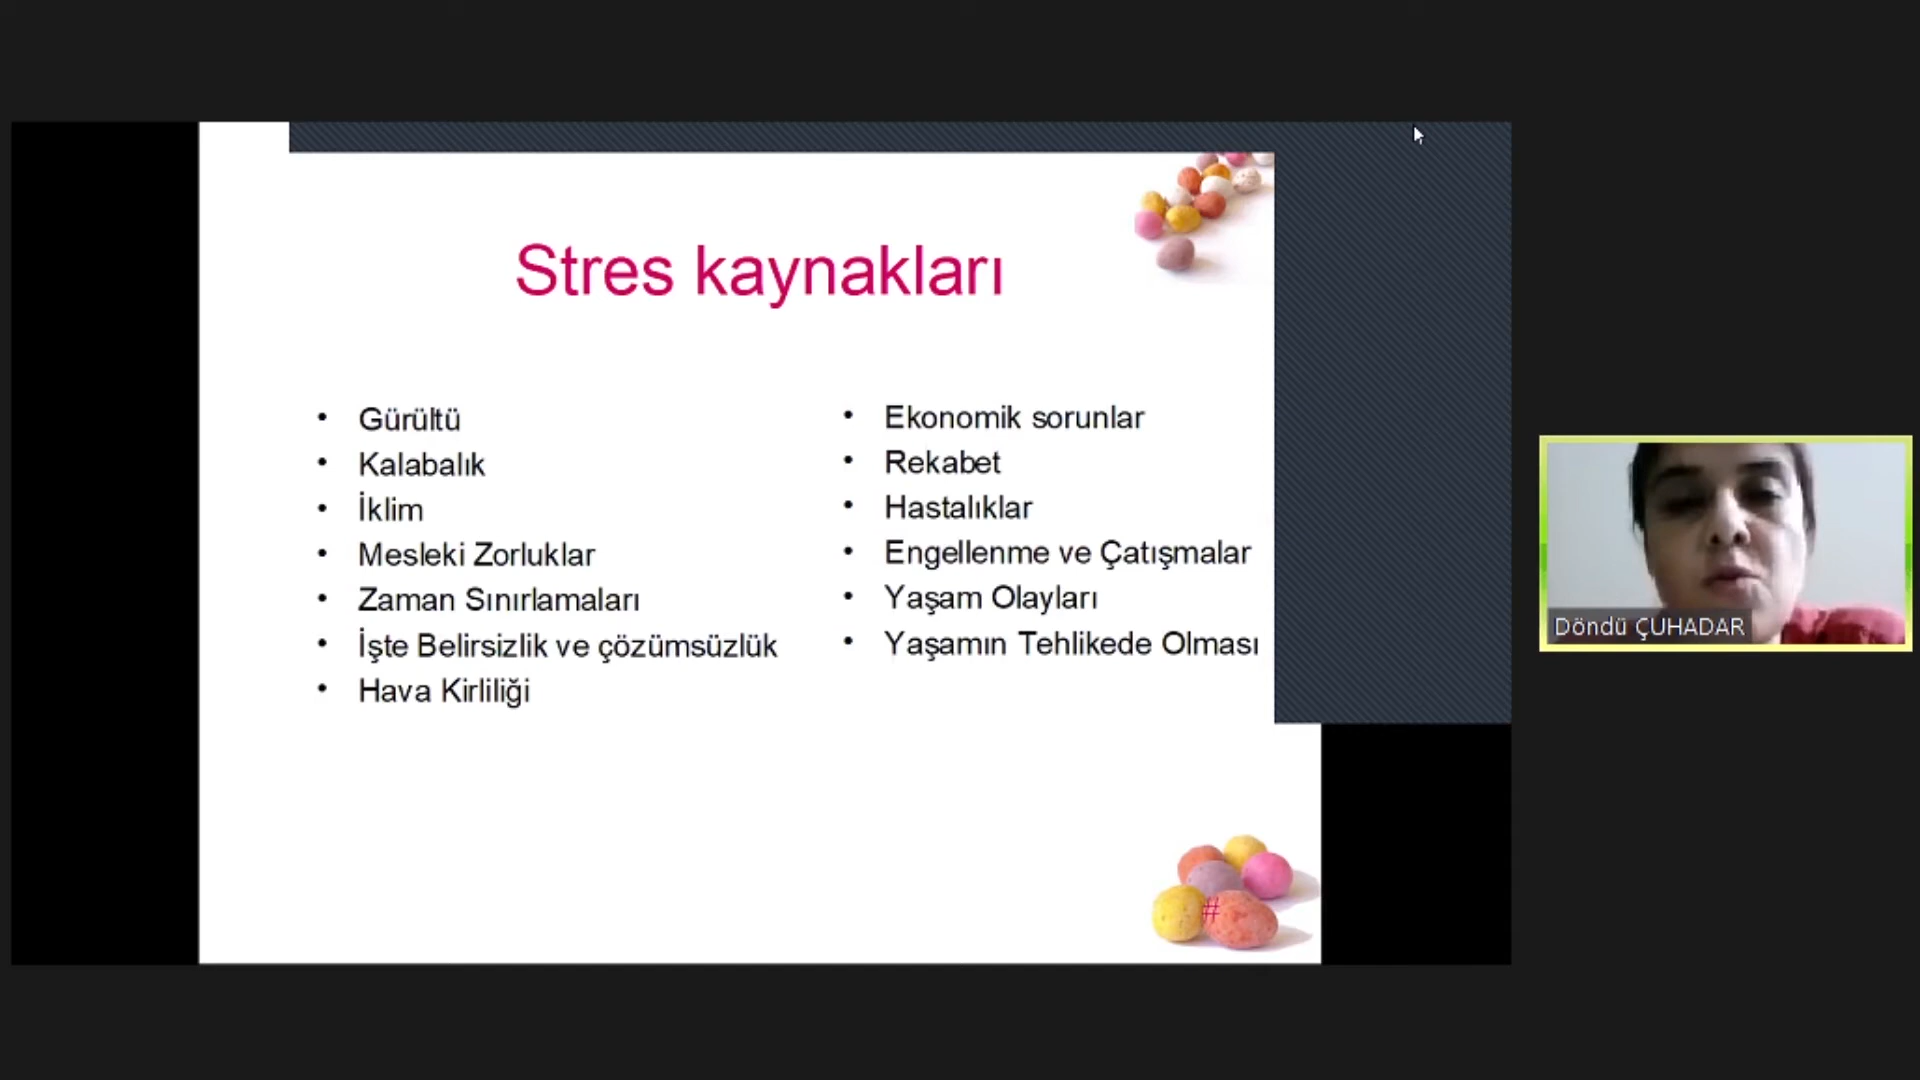 Stres kaynakları
• Gürültü
• Kalabalık
• İklim
• Mesleki Zorluklar
• Zaman Sınırlamaları
• İşte Belirsizlik ve çözümsüzlük
• Hava Kirliliği
• Ekonomik sorunlar
• Rekabet
• Hastalıklar
• Engellenme ve Çatışmalar
• Yaşam Olayları
• Yaşamın Tehlikede Olması
#
Döndü ÇUHADAR